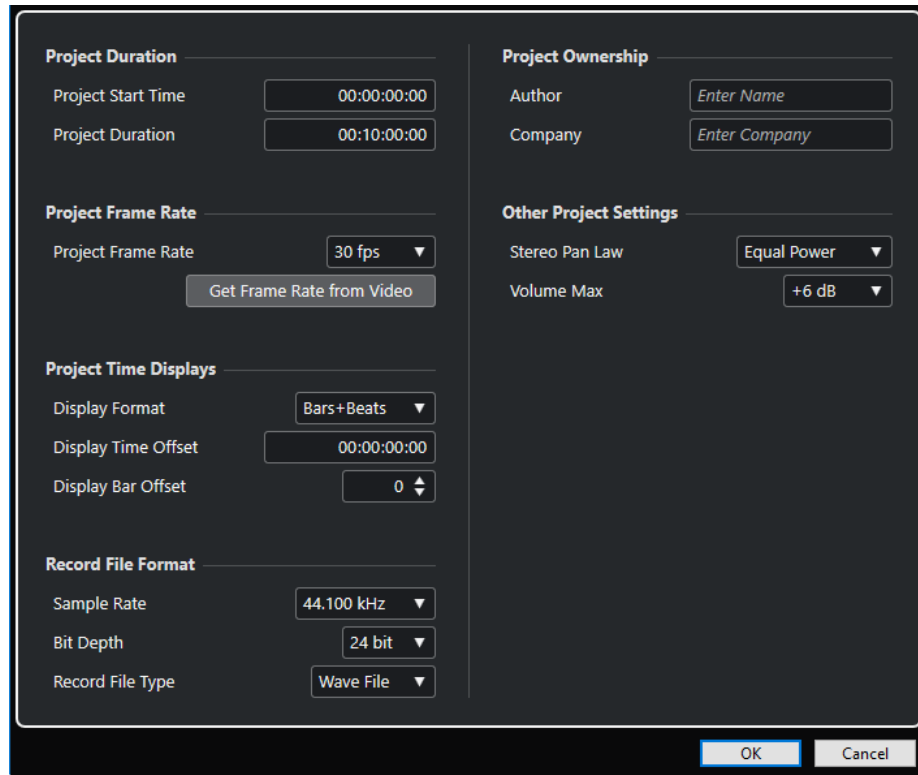 Project Duration
Project Start Time 00:00:00:00
Project Duration 00:10:00:00
Project Frame Rate
Project Frame Rate 30 fps
Get Frame Rate from Video
Project Time Displays
Display Format Bars+Beats
Display Time Offset 00:00:00:00
Display Bar Offset 0
Record File Format
Sample Rate 44.100 kHz
Bit Depth 24 bit
Record File Type Wave File
Project Ownership
Author Enter Name
Company Enter Company
Other Project Settings
Stereo Pan Law Equal Power
Volume Max +6 dB
OK Cancel